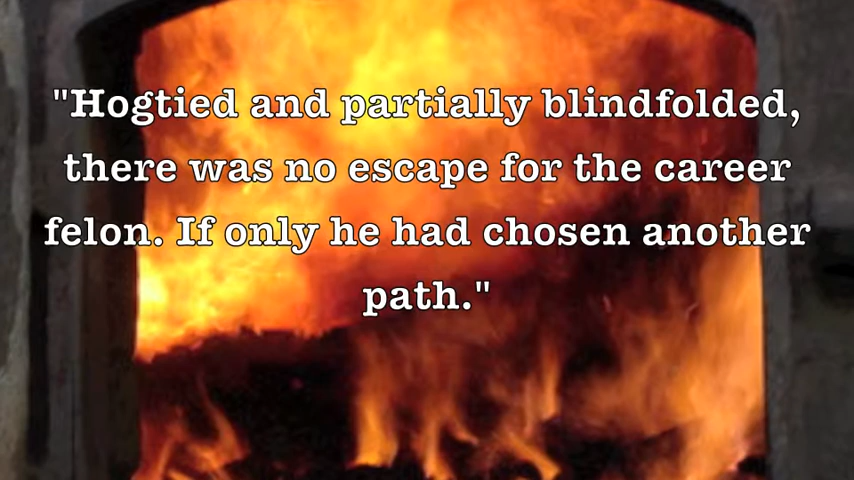 "Hogtied and partially blindfolded,
there was no escape for the career
felon. If only he had chosen another
path."